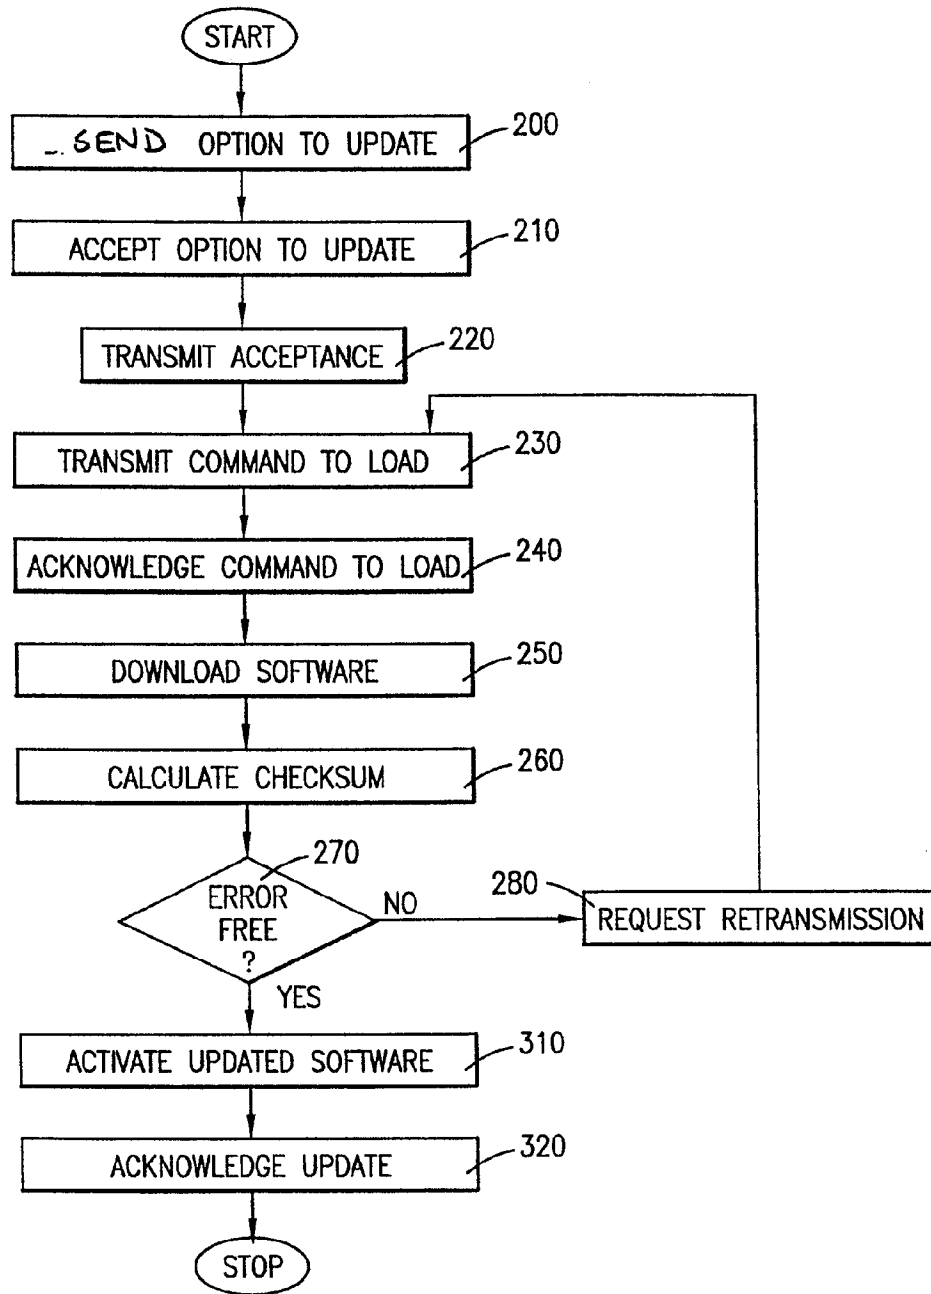 START
SEND OPTION TO UPDATE
200
ACCEPT OPTION TO UPDATE
210
TRANSMIT ACCEPTANCE
220
TRANSMIT COMMAND TO LOAD
230
ACKNOWLEDGE COMMAND TO LOAD
240
DOWNLOAD SOFTWARE
250
CALCULATE CHECKSUM
260
270
ERROR
FREE
?
NO
280
REQUEST RETRANSMISSION
YES
ACTIVATE UPDATED SOFTWARE
310
ACKNOWLEDGE UPDATE
320
STOP